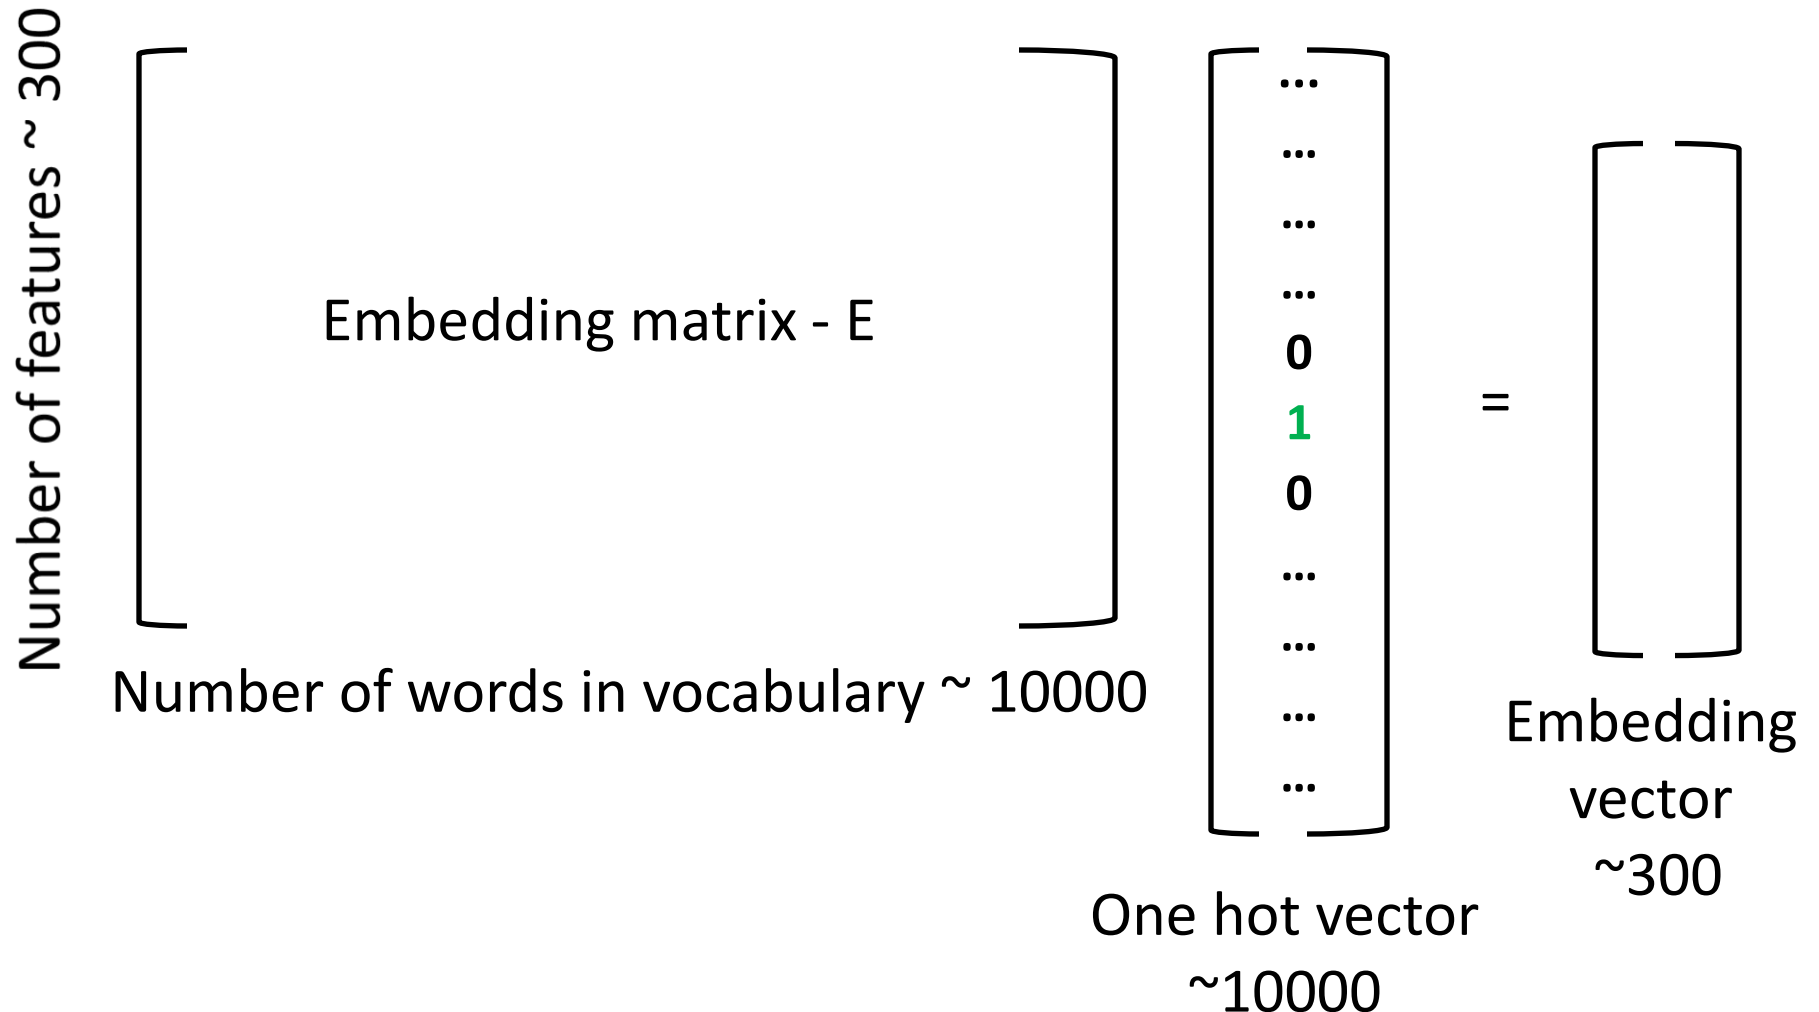 Number of features ~ 300
Embedding matrix - E
Number of words in vocabulary ~ 10000
...
...
...
...
0
1
0
...
...
...
...
One hot vector
~10000
=
Embedding
vector
~300